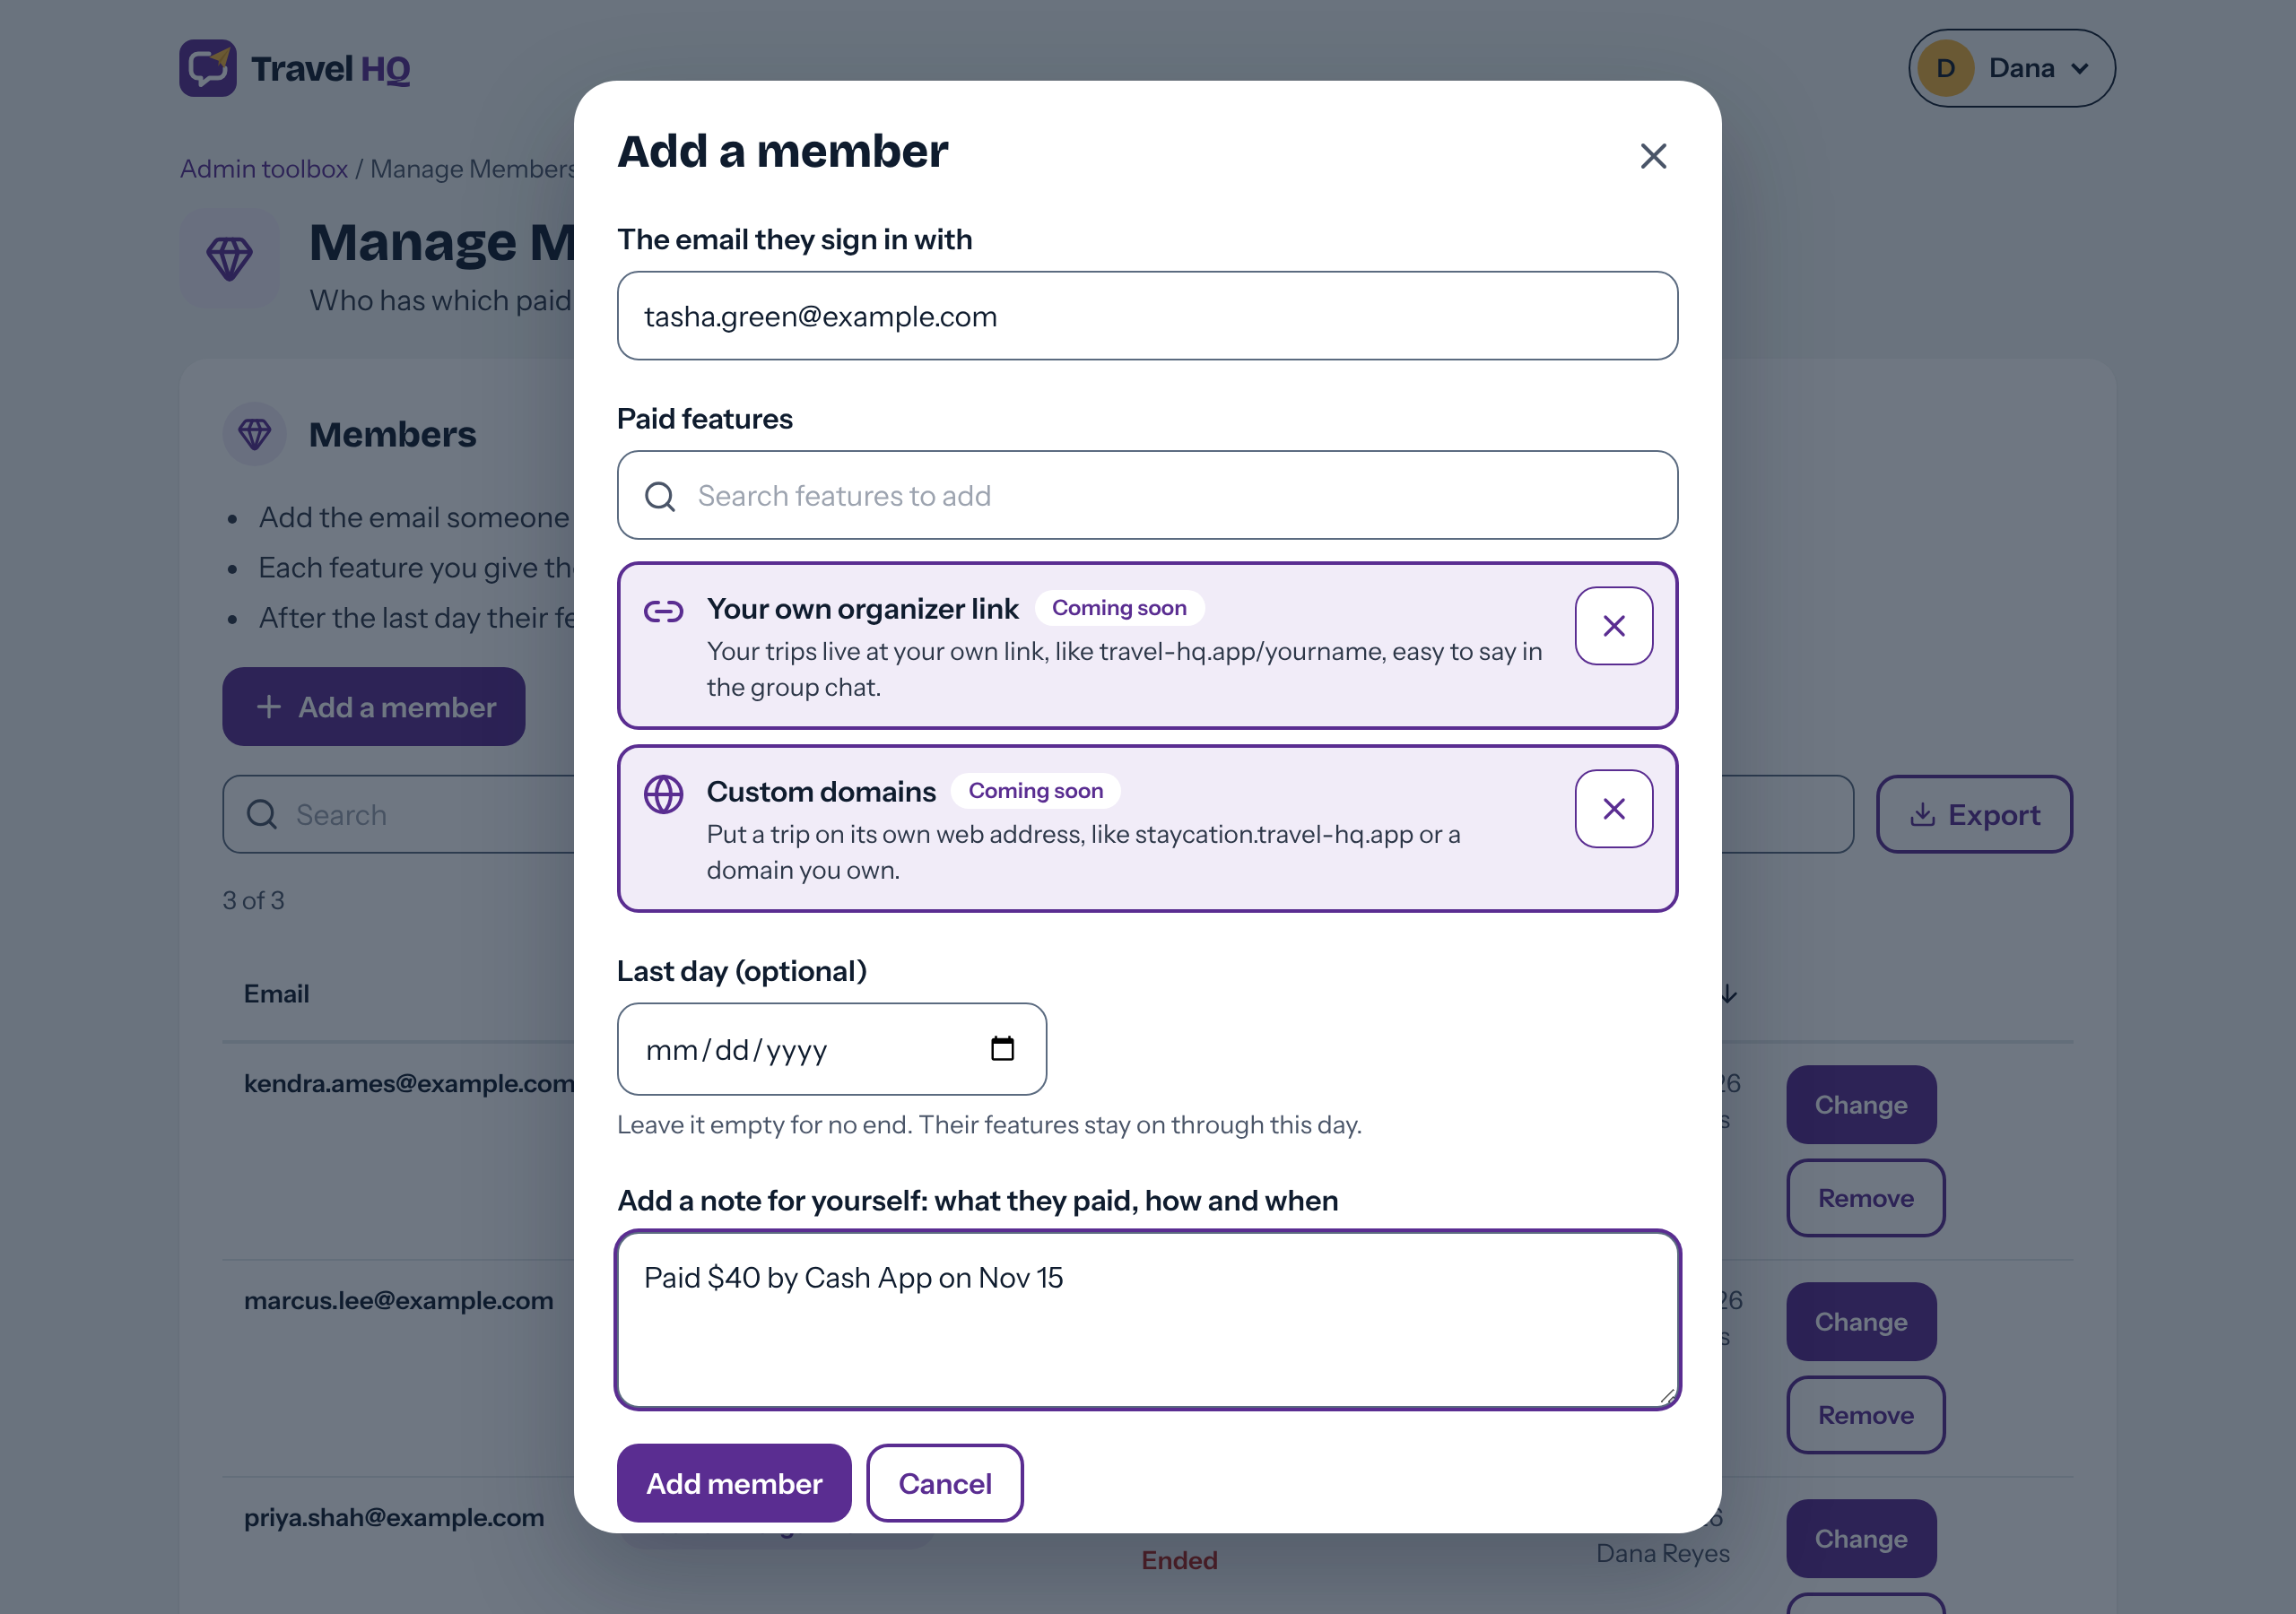 Travel HQ
D
Dana
Admin toolbox / Manage Members
Manage M
Who has which paid
Members
Add the email someone
Each feature you give the
After the last day their fe
+ Add a member
Search
Export
3 of 3
Email
kendra.ames@example.com
26
s
Change
Remove
marcus.lee@example.com
26
s
Change
Remove
priya.shah@example.com
Ended
6
Dana Reyes
Change
Add a member
The email they sign in with
tasha.green@example.com
Paid features
Search features to add
Your own organizer link
Coming soon
Your trips live at your own link, like travel-hq.app/yourname, easy to say in
the group chat.
Custom domains
Coming soon
Put a trip on its own web address, like staycation.travel-hq.app or a
domain you own.
Last day (optional)
mm/dd/yyyy
Leave it empty for no end. Their features stay on through this day.
Add a note for yourself: what they paid, how and when
Paid $40 by Cash App on Nov 15
Add member
Cancel